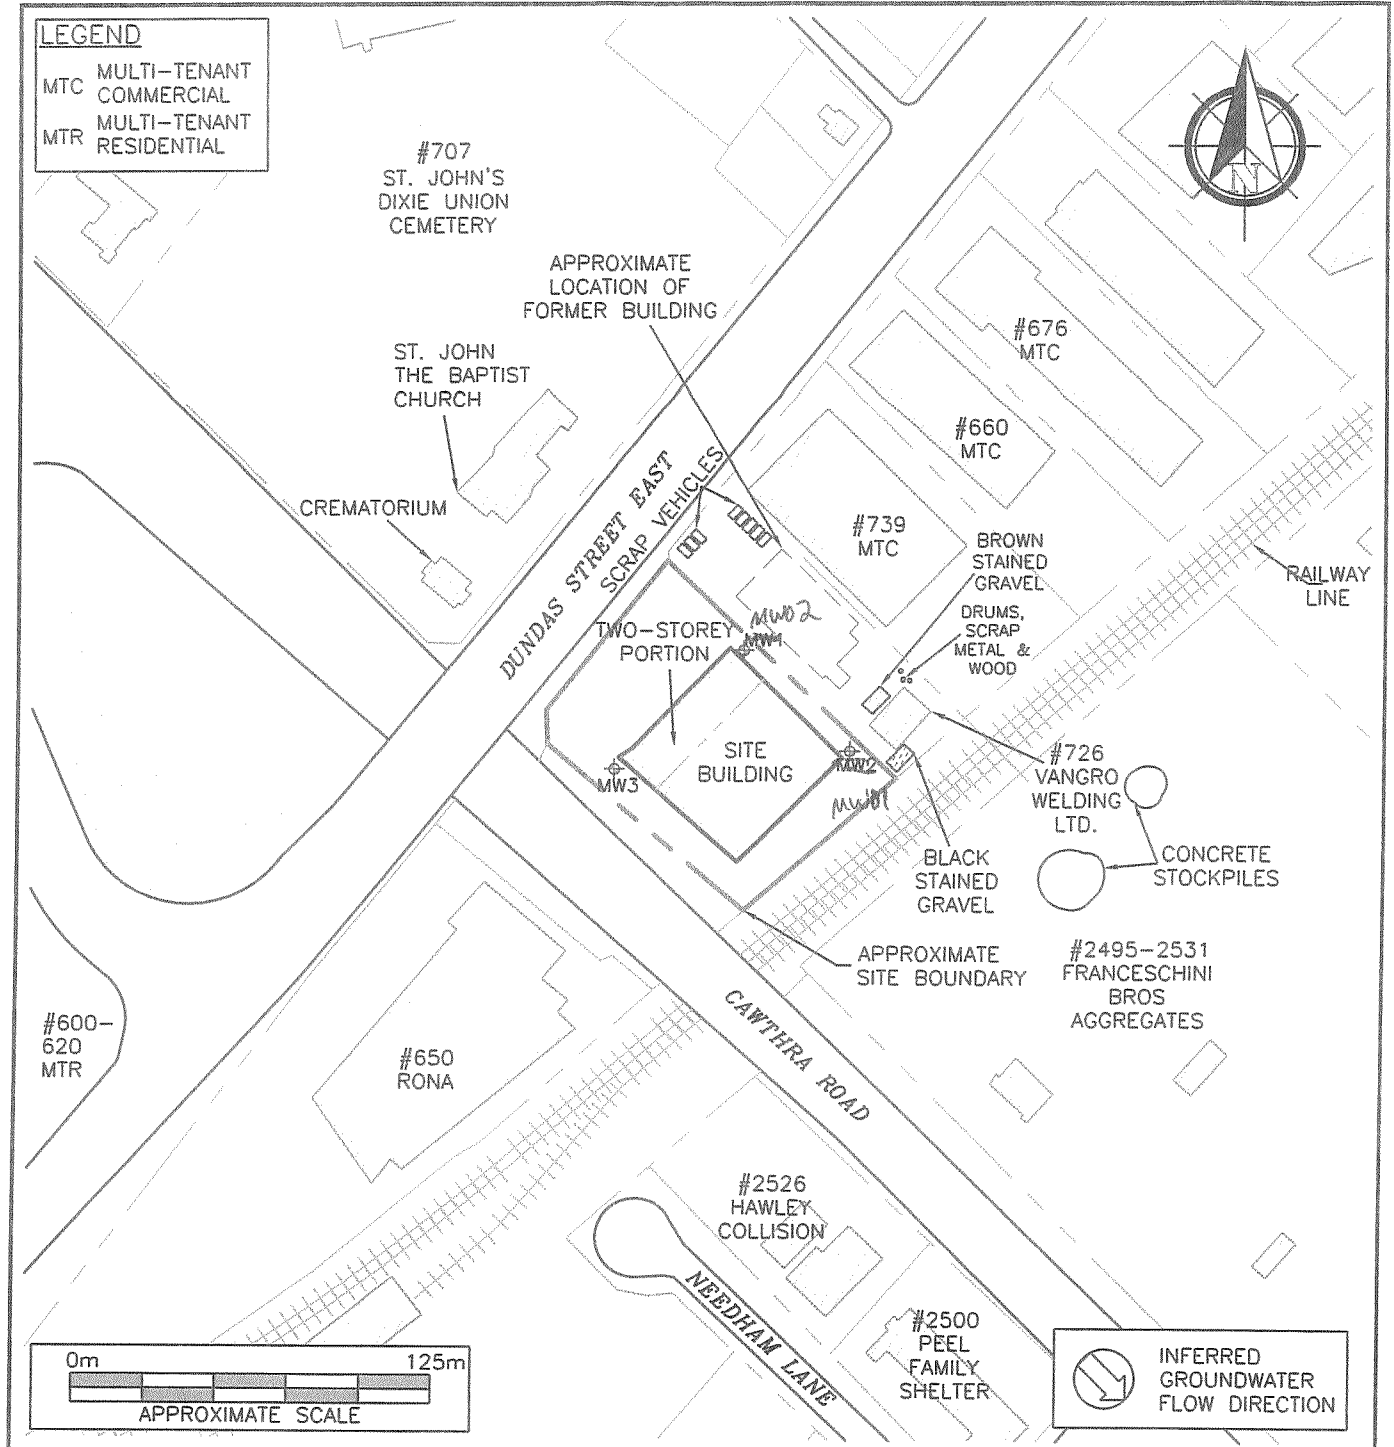 LEGEND
MTC MULTI-TENANT
COMMERCIAL
MTR MULTI-TENANT
RESIDENTIAL
N
#707
ST. JOHN'S
DIXIE UNION
CEMETERY
APPROXIMATE
LOCATION OF
FORMER BUILDING
ST. JOHN
THE BAPTIST
CHURCH
CREMATORIUM
#676
MTC
#660
MTC
#739
MTC
DUNDAS STREET EAST
SCRAP VEHICLES
BROWN
STAINED
GRAVEL
RAILWAY
LINE
DRUMS,
SCRAP
METAL &
WOOD
TWO-STOREY
PORTION
MW02
SITE
BUILDING
MW3
MW2
MW01
#726
VANGRO
WELDING
LTD.
BLACK
STAINED
GRAVEL
CONCRETE
STOCKPILES
APPROXIMATE
SITE BOUNDARY
#2495-2531
FRANCESCHINI
BROS
AGGREGATES
#600-
620
MTR
#650
RONA
CAWTHRA ROAD
#2526
HAWLEY
COLLISION
NEEDHAM LANE
#2500
PEEL
FAMILY
SHELTER
0m 125m
APPROXIMATE SCALE
INFERRED
GROUNDWATER
FLOW DIRECTION